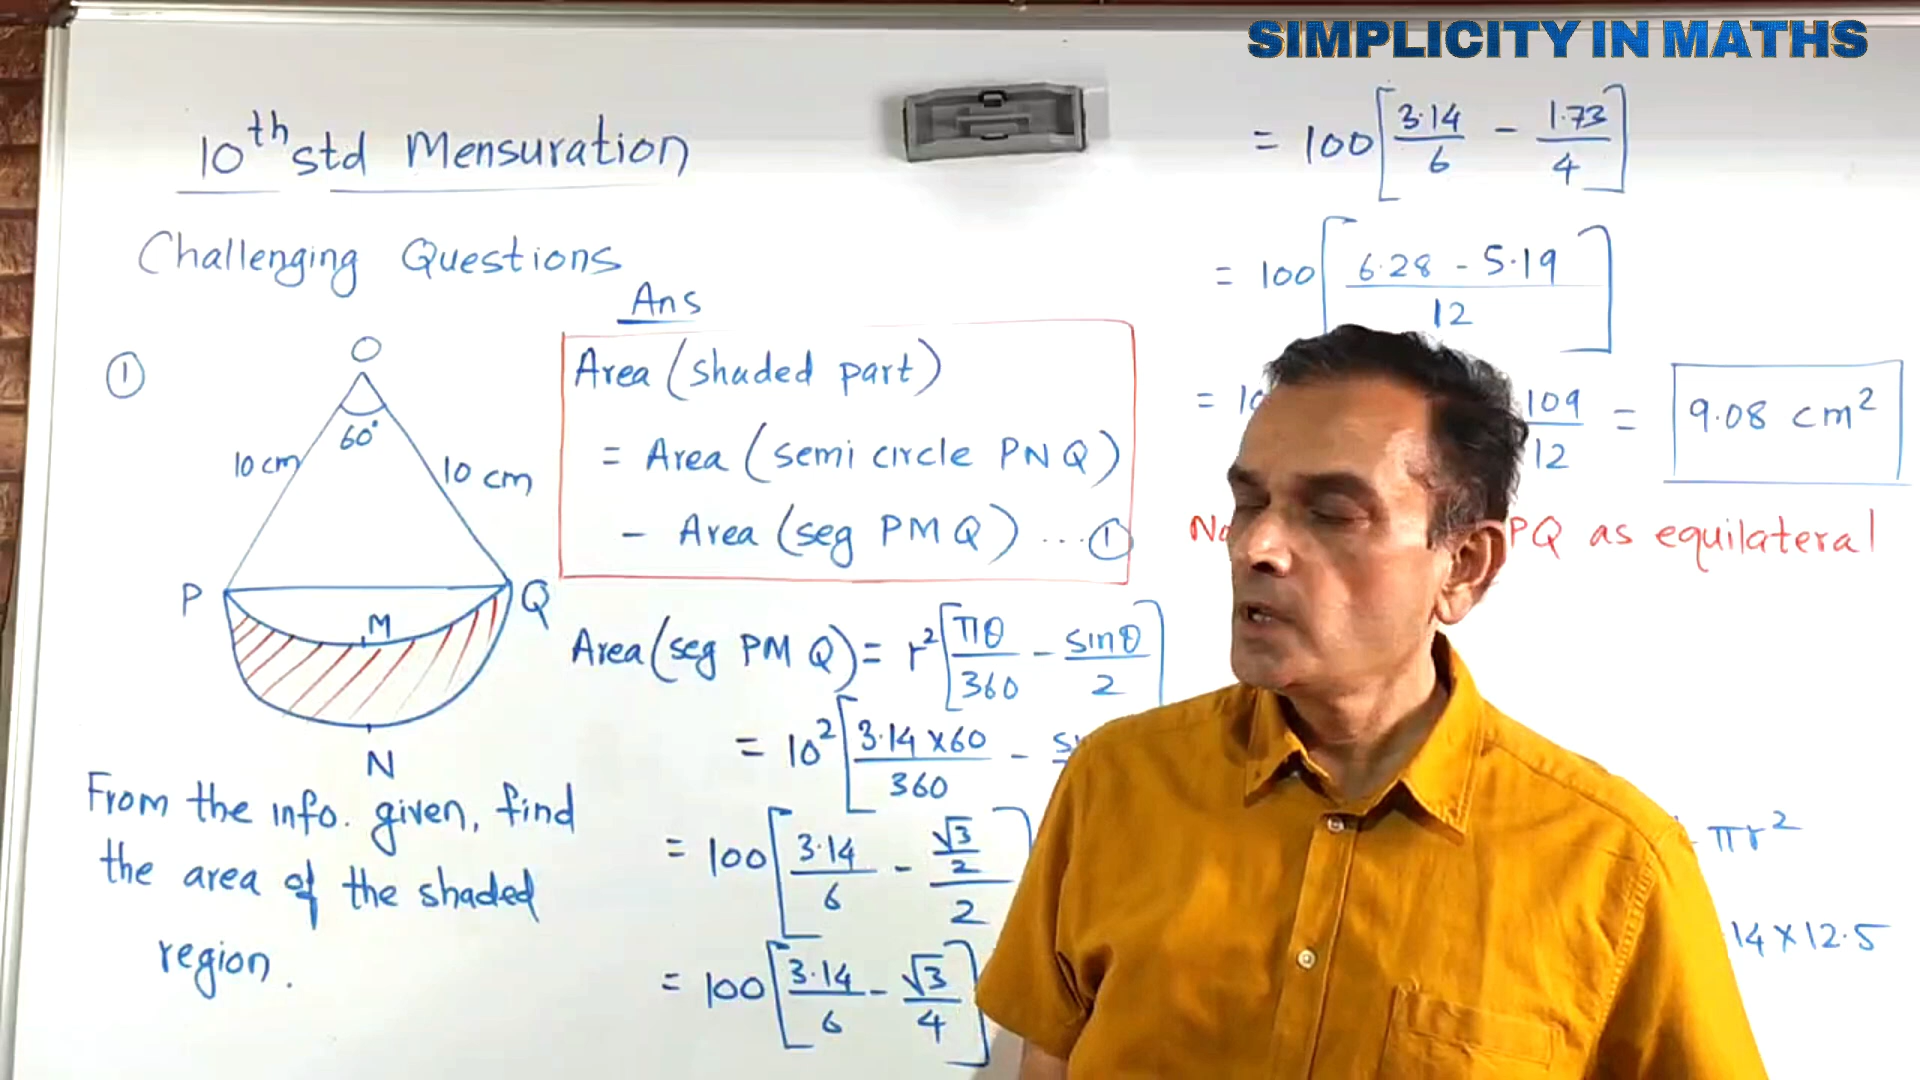 SIMPLICITY IN MATHS
10th std Mensuration
Challenging Questions
①
O
60°
10 cm
10 cm
P
Q
M
N
From the info. given, find
the area of the shaded
region.
Ans
Area (shaded part)
= Area (semi circle PNQ)
- Area (seg PMQ) ...①
Area (seg PMQ) = r² [πθ/360 - sinθ/2]
= 10² [3.14 x 60/360 -
= 100 [3.14/6 - √3/2/2]
= 100 [3.14/6 - √3/4]
= 100 [3.14/6 - 1.73/4]
= 100 [6.28 - 5.19/12]
= 109/12 = 9.08 cm²
PQ as equilateral
πr²
14 x 12.5